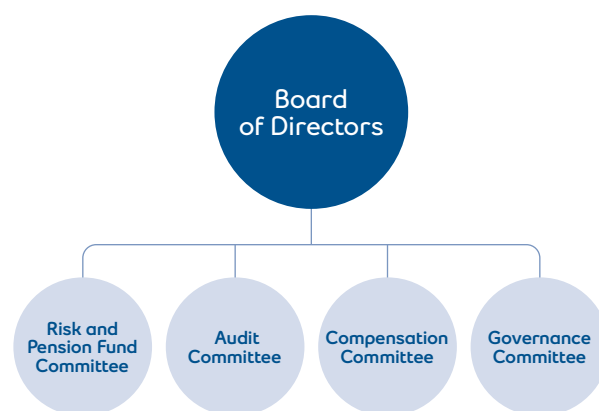 Board
of Directors
Risk and
Pension Fund
Committee
Audit
Committee
Compensation
Committee
Governance
Committee